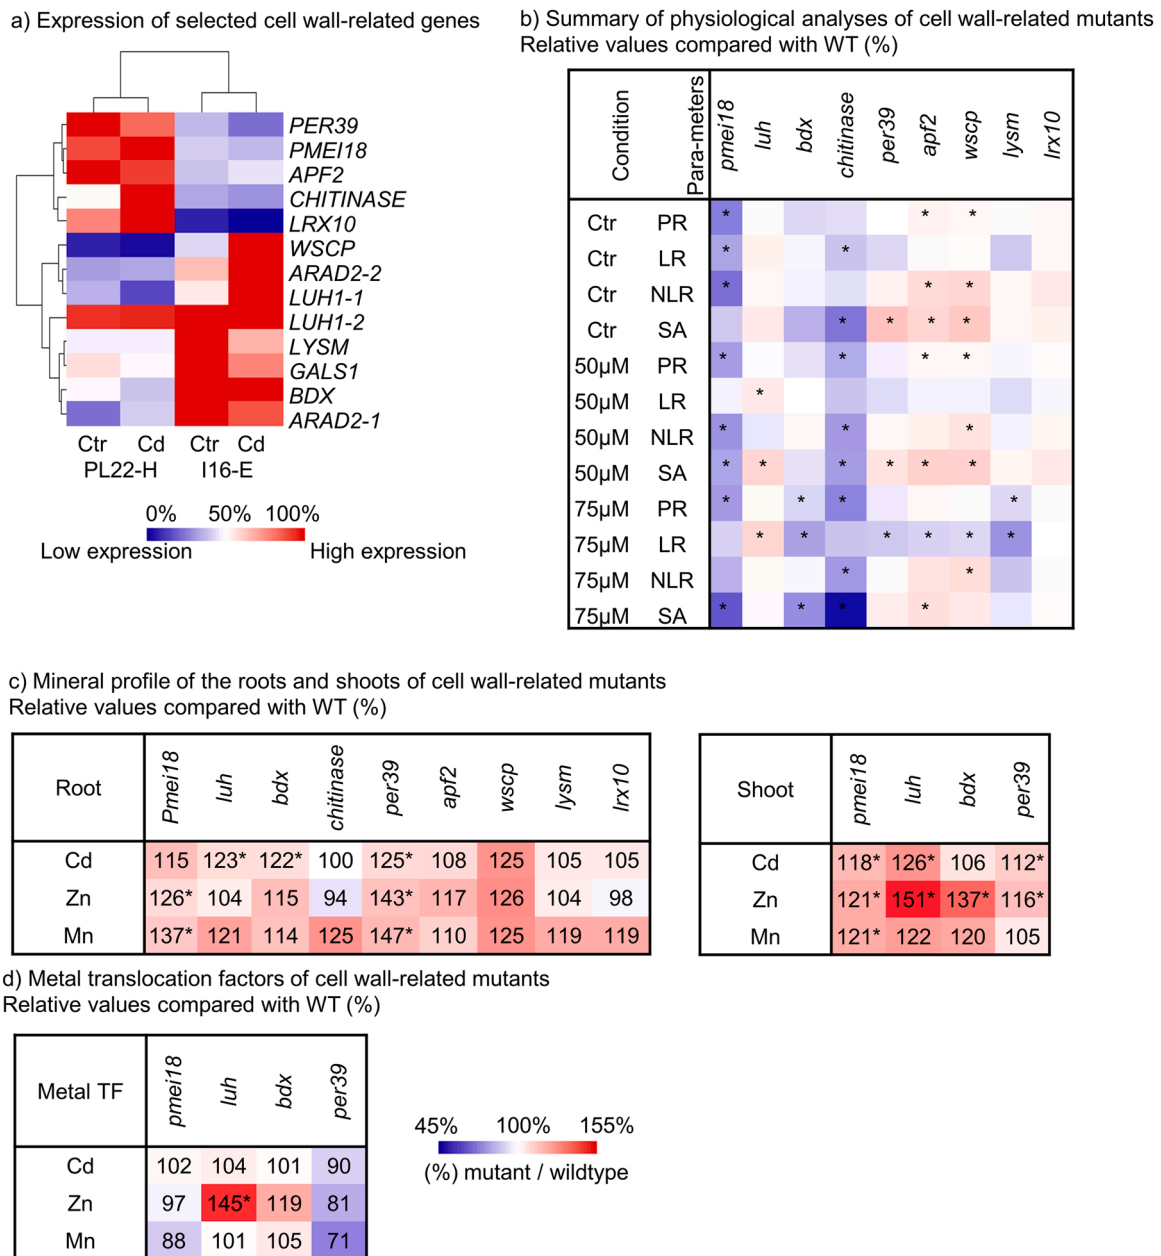 a) Expression of selected cell wall-related genes
PER39
PMEI18
APF2
CHITINASE
LRX10
WSCP
ARAD2-2
LUH1-1
LUH1-2
LYSM
GALS1
BDX
ARAD2-1
Ctr Cd Ctr Cd
PL22-H I16-E
0% 50% 100%
Low expression High expression
b) Summary of physiological analyses of cell wall-related mutants
Relative values compared with WT (%)
Condition Para-meters pmei18 luh bdx chitinase per39 apf2 wscp lysm lrx10
Ctr PR * * *
Ctr LR * *
Ctr NLR * * *
Ctr SA * * * *
50µM PR * * * *
50µM LR *
50µM NLR * * *
50µM SA * * * * * *
75µM PR * * * *
75µM LR * * * * * *
75µM NLR * *
75µM SA * * * *
c) Mineral profile of the roots and shoots of cell wall-related mutants
Relative values compared with WT (%)
Root Pmei18 luh bdx chitinase per39 apf2 wscp lysm lrx10
Cd 115 123* 122* 100 125* 108 125 105 105
Zn 126* 104 115 94 143* 117 126 104 98
Mn 137* 121 114 125 147* 110 125 119 119
Shoot pmei18 luh bdx per39
Cd 118* 126* 106 112*
Zn 121* 151* 137* 116*
Mn 121* 122 120 105
d) Metal translocation factors of cell wall-related mutants
Relative values compared with WT (%)
Metal TF pmei18 luh bdx per39
Cd 102 104 101 90
Zn 97 145* 119 81
Mn 88 101 105 71
45% 100% 155%
(%) mutant / wildtype